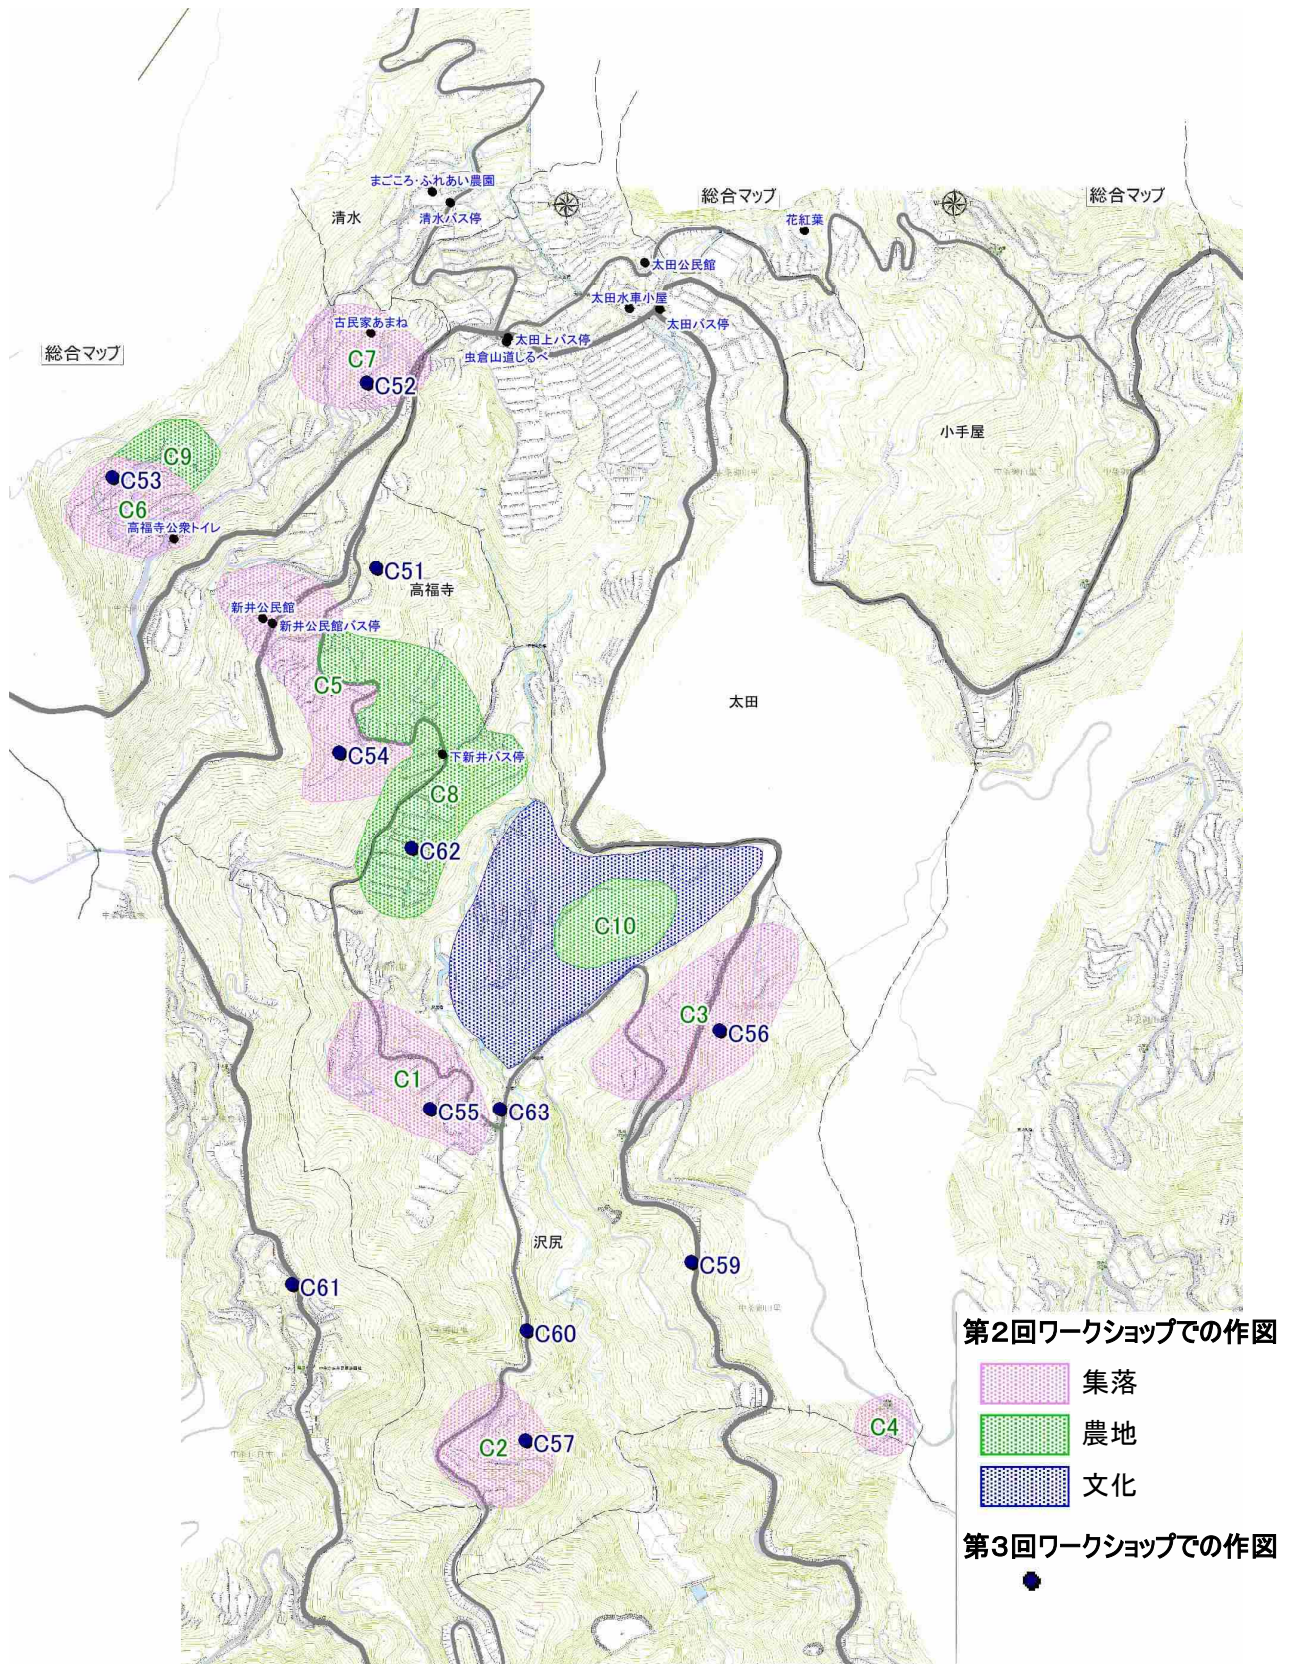 まごころ・ふれあい農園
清水
清水バス停
総合マップ
総合マップ
花紅葉
太田公民館
太田水車小屋
太田バス停
古民家あまね
太田上バス停
虫倉山道しるべ
総合マップ
C7
C52
小手屋
C9
C53
C6
高福寺公衆トイレ
C51
高福寺
新井公民館
新井公民館バス停
C5
太田
C54
下新井バス停
C8
C62
C10
C3
C56
C1
C55
C63
沢尻
C59
C61
C60
C4
C2
C57
第2回ワークショップでの作図
集落
農地
文化
第3回ワークショップでの作図